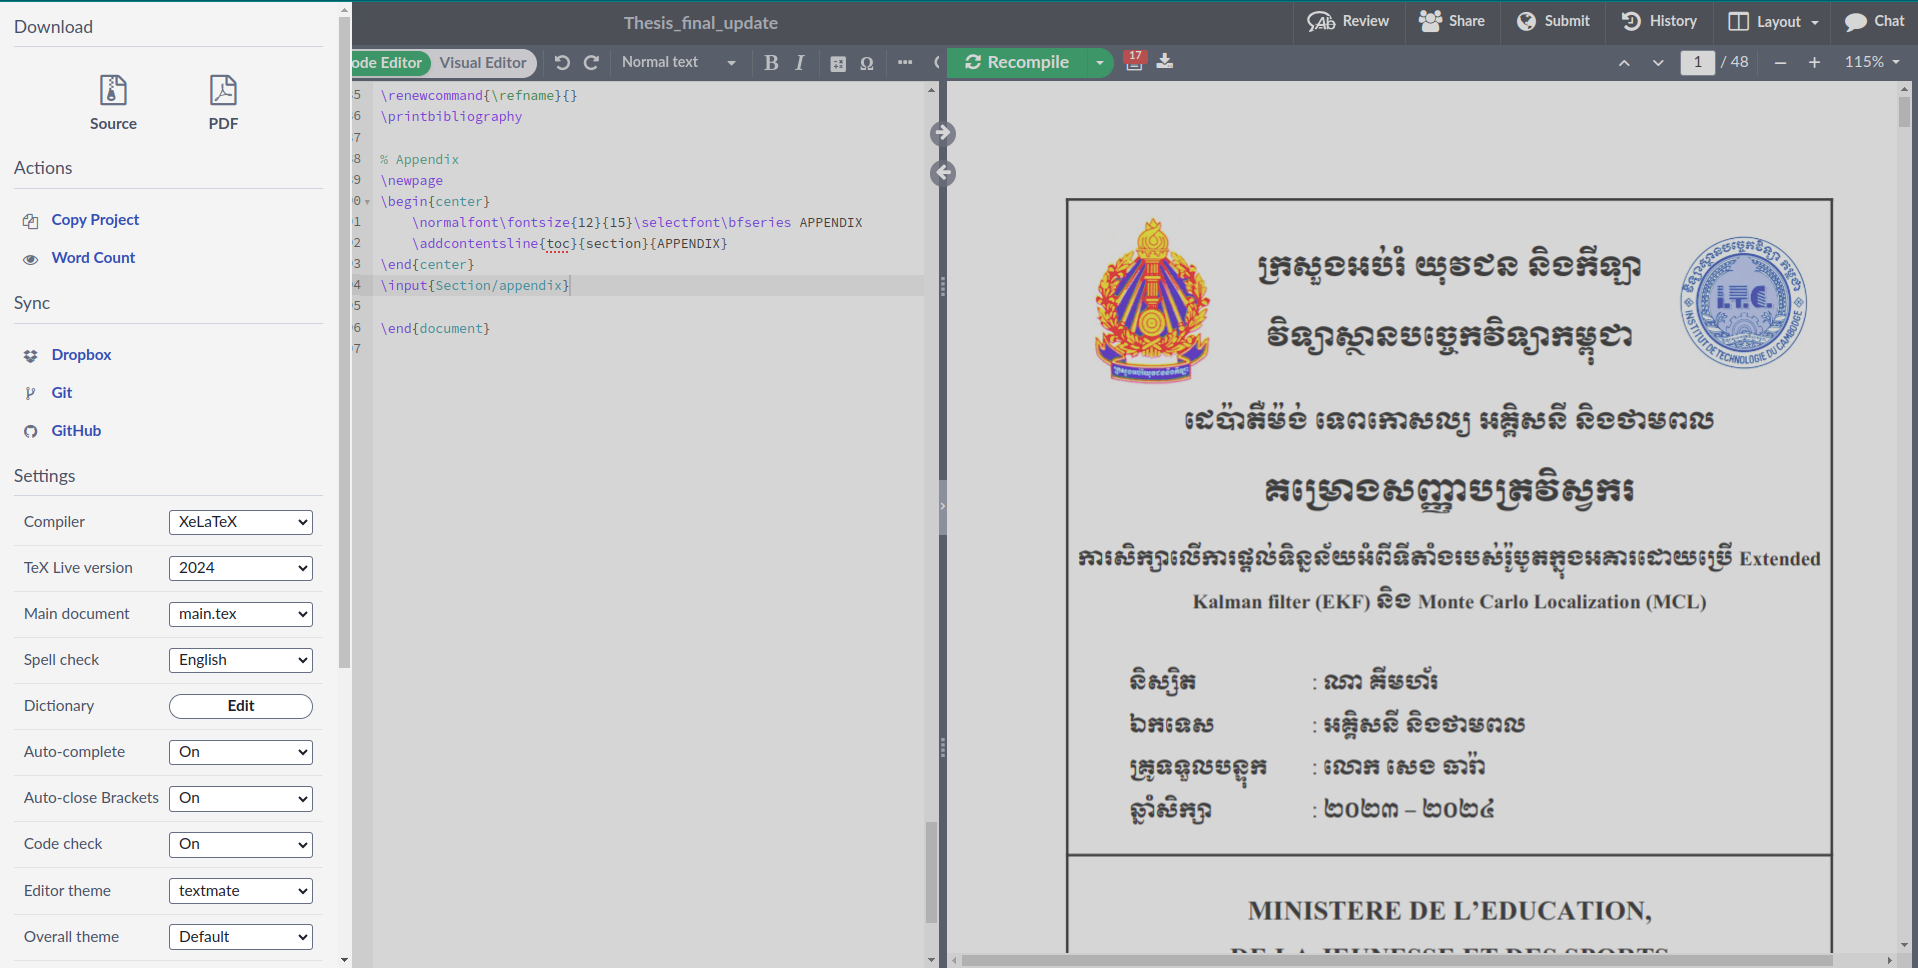 Download
Source
PDF
Actions
Copy Project
Word Count
Sync
Dropbox
Git
GitHub
Settings
Compiler XeLaTeX
TeX Live version 2024
Main document main.tex
Spell check English
Dictionary Edit
Auto-complete On
Auto-close Brackets On
Code check On
Editor theme textmate
Overall theme Default
Thesis_final_update
Review
Share
Submit
History
Layout
Chat
ode Editor
Visual Editor
Normal text
B I Ω
Recompile
17
1 / 48
115%
5 \renewcommand{\refname}{}
6 \printbibliography
7
8 % Appendix
9 \newpage
0 \begin{center}
1 \normalfont\fontsize{12}{15}\selectfont\bfseries APPENDIX
2 \addcontentsline{toc}{section}{APPENDIX}
3 \end{center}
4 \input{Section/appendix}
5
6 \end{document}
7
ក្រសួងអប់រំ យុវជន និងកីឡា
វិទ្យាស្ថានបច្ចេកវិទ្យាកម្ពុជា
I.T.C.
INSTITUT DE TECHNOLOGIE DU CAMBODGE
ដេប៉ាតឺម៉ង់ ទេពកោសល្យ អគ្គិសនី និងថាមពល
គម្រោងសញ្ញាបត្រវិស្វករ
ការសិក្សាលើការផ្តល់ទិន្នន័យអំពីទីតាំងរបស់រ៉ូបូតក្នុងអគារដោយប្រើ Extended
Kalman filter (EKF) និង Monte Carlo Localization (MCL)
និស្សិត : ណា គីមហ័រ
ឯកទេស : អគ្គិសនី និងថាមពល
គ្រូទទួលបន្ទុក : លោក សេង ធារ៉ា
ឆ្នាំសិក្សា : ២០២៣ – ២០២៤
MINISTERE DE L’EDUCATION,
DE LA JEUNESSE ET DES SPORTS